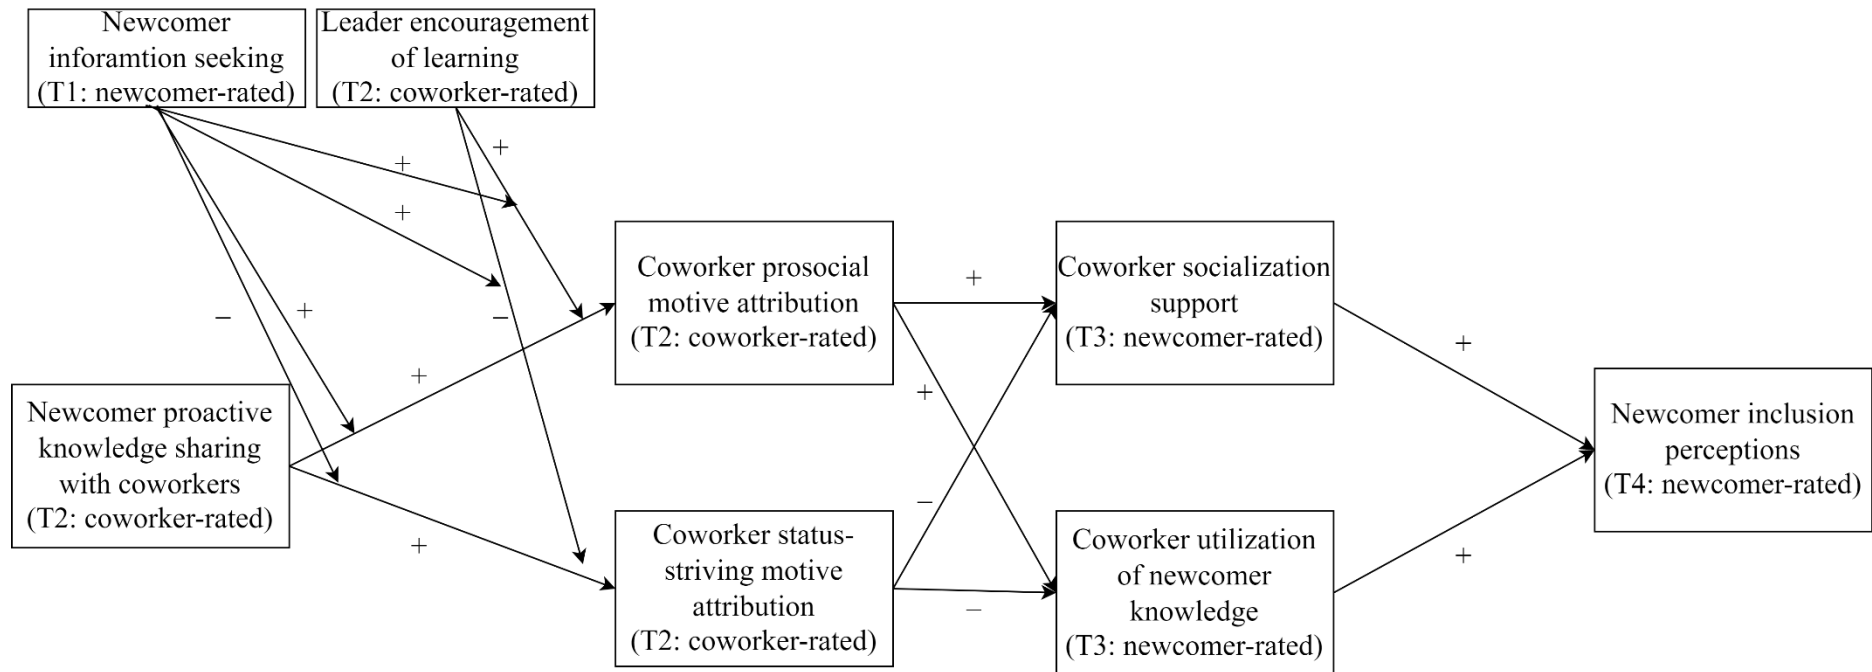 Newcomer
inforamtion seeking
(T1: newcomer-rated)
Leader encouragement
of learning
(T2: coworker-rated)
+
+
+
−
+
−
+
+
Newcomer proactive
knowledge sharing
with coworkers
(T2: coworker-rated)
Coworker prosocial
motive attribution
(T2: coworker-rated)
Coworker status-
striving motive
attribution
(T2: coworker-rated)
+
+
−
−
Coworker socialization
support
(T3: newcomer-rated)
Coworker utilization
of newcomer
knowledge
(T3: newcomer-rated)
+
+
Newcomer inclusion
perceptions
(T4: newcomer-rated)